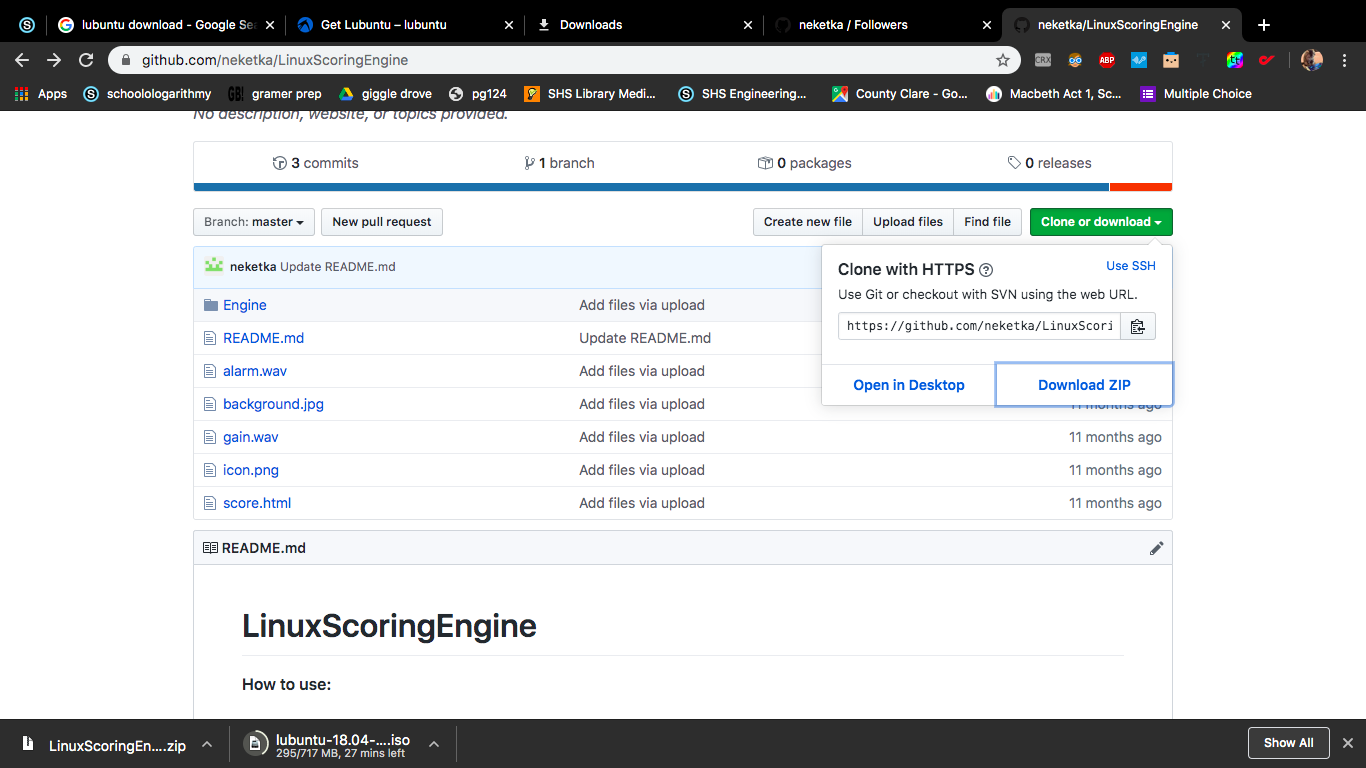 lubuntu download - Google Sea
Get Lubuntu – lubuntu
Downloads
neketka / Followers
neketka/LinuxScoringEngine
github.com/neketka/LinuxScoringEngine
CRX
ABP
Apps
schoolologarithmy
GB!
gramer prep
giggle drove
pg124
SHS Library Medi...
SHS Engineering...
County Clare - Go...
Macbeth Act 1, Sc...
Multiple Choice
No description, website, or topics provided.
3 commits
1 branch
0 packages
0 releases
Branch: master
New pull request
Create new file
Upload files
Find file
Clone or download
neketka Update README.md
Clone with HTTPS
Use SSH
Use Git or checkout with SVN using the web URL.
https://github.com/neketka/LinuxScori
Open in Desktop
Download ZIP
Engine
Add files via upload
README.md
Update README.md
alarm.wav
Add files via upload
background.jpg
Add files via upload
11 months ago
gain.wav
Add files via upload
11 months ago
icon.png
Add files via upload
11 months ago
score.html
Add files via upload
11 months ago
README.md
LinuxScoringEngine
How to use:
LinuxScoringEn....zip
lubuntu-18.04-....iso
295/717 MB, 27 mins left
Show All